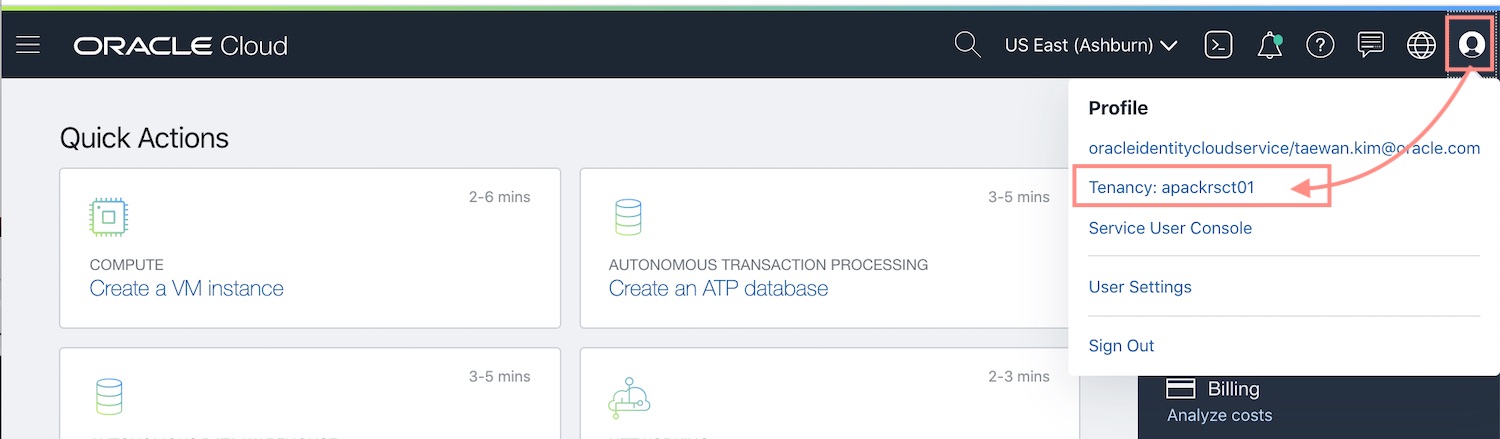 ORACLE Cloud
US East (Ashburn)
Profile
oracleidentitycloudservice/taewan.kim@oracle.com
Tenancy: apackrsct01
Service User Console
User Settings
Sign Out
Quick Actions
2-6 mins
COMPUTE
Create a VM instance
3-5 mins
AUTONOMOUS TRANSACTION PROCESSING
Create an ATP database
3-5 mins
2-3 mins
Billing
Analyze costs